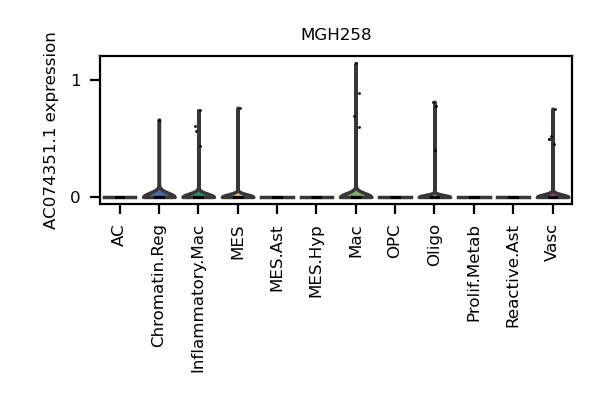 MGH258
AC074351.1 expression
1
0
AC
Chromatin.Reg
Inflammatory.Mac
MES
MES.Ast
MES.Hyp
Mac
OPC
Oligo
Prolif.Metab
Reactive.Ast
Vasc